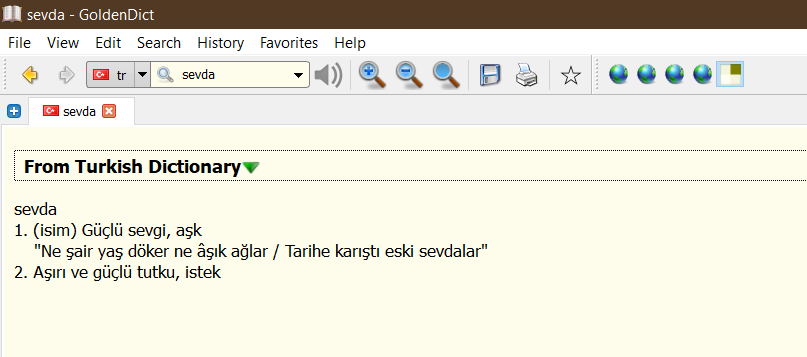 sevda - GoldenDict
File View Edit Search History Favorites Help
tr sevda
sevda
From Turkish Dictionary
sevda
1. (isim) Güçlü sevgi, aşk
"Ne şair yaş döker ne âşık ağlar / Tarihe karıştı eski sevdalar"
2. Aşırı ve güçlü tutku, istek